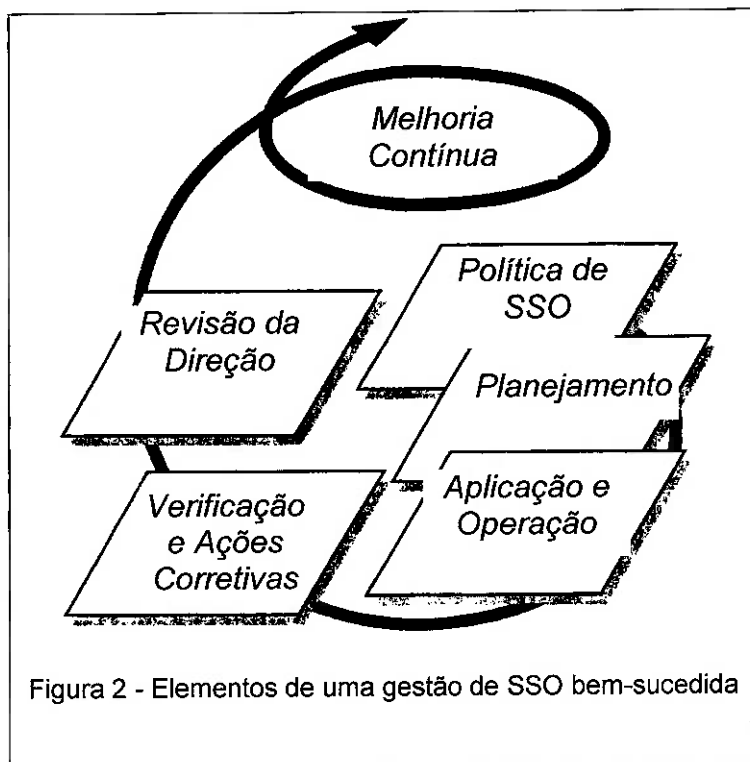 Melhoria
Contínua
Política de
SSO
Planejamento
Aplicação e
Operação
Verificação
e Ações
Corretivas
Revisão da
Direção
Figura 2 - Elementos de uma gestão de SSO bem-sucedida